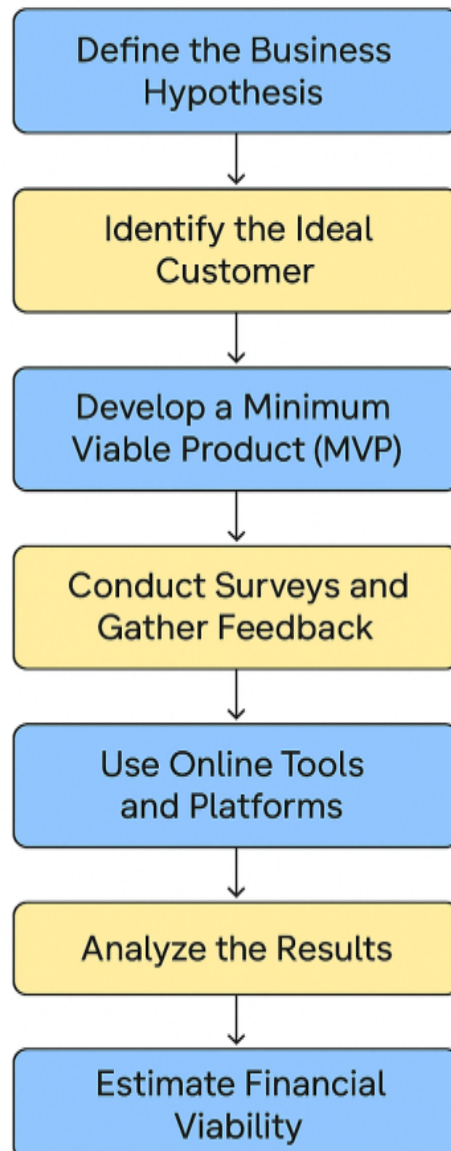 Define the Business
Hypothesis
Identify the Ideal
Customer
Develop a Minimum
Viable Product (MVP)
Conduct Surveys and
Gather Feedback
Use Online Tools
and Platforms
Analyze the Results
Estimate Financial
Viability